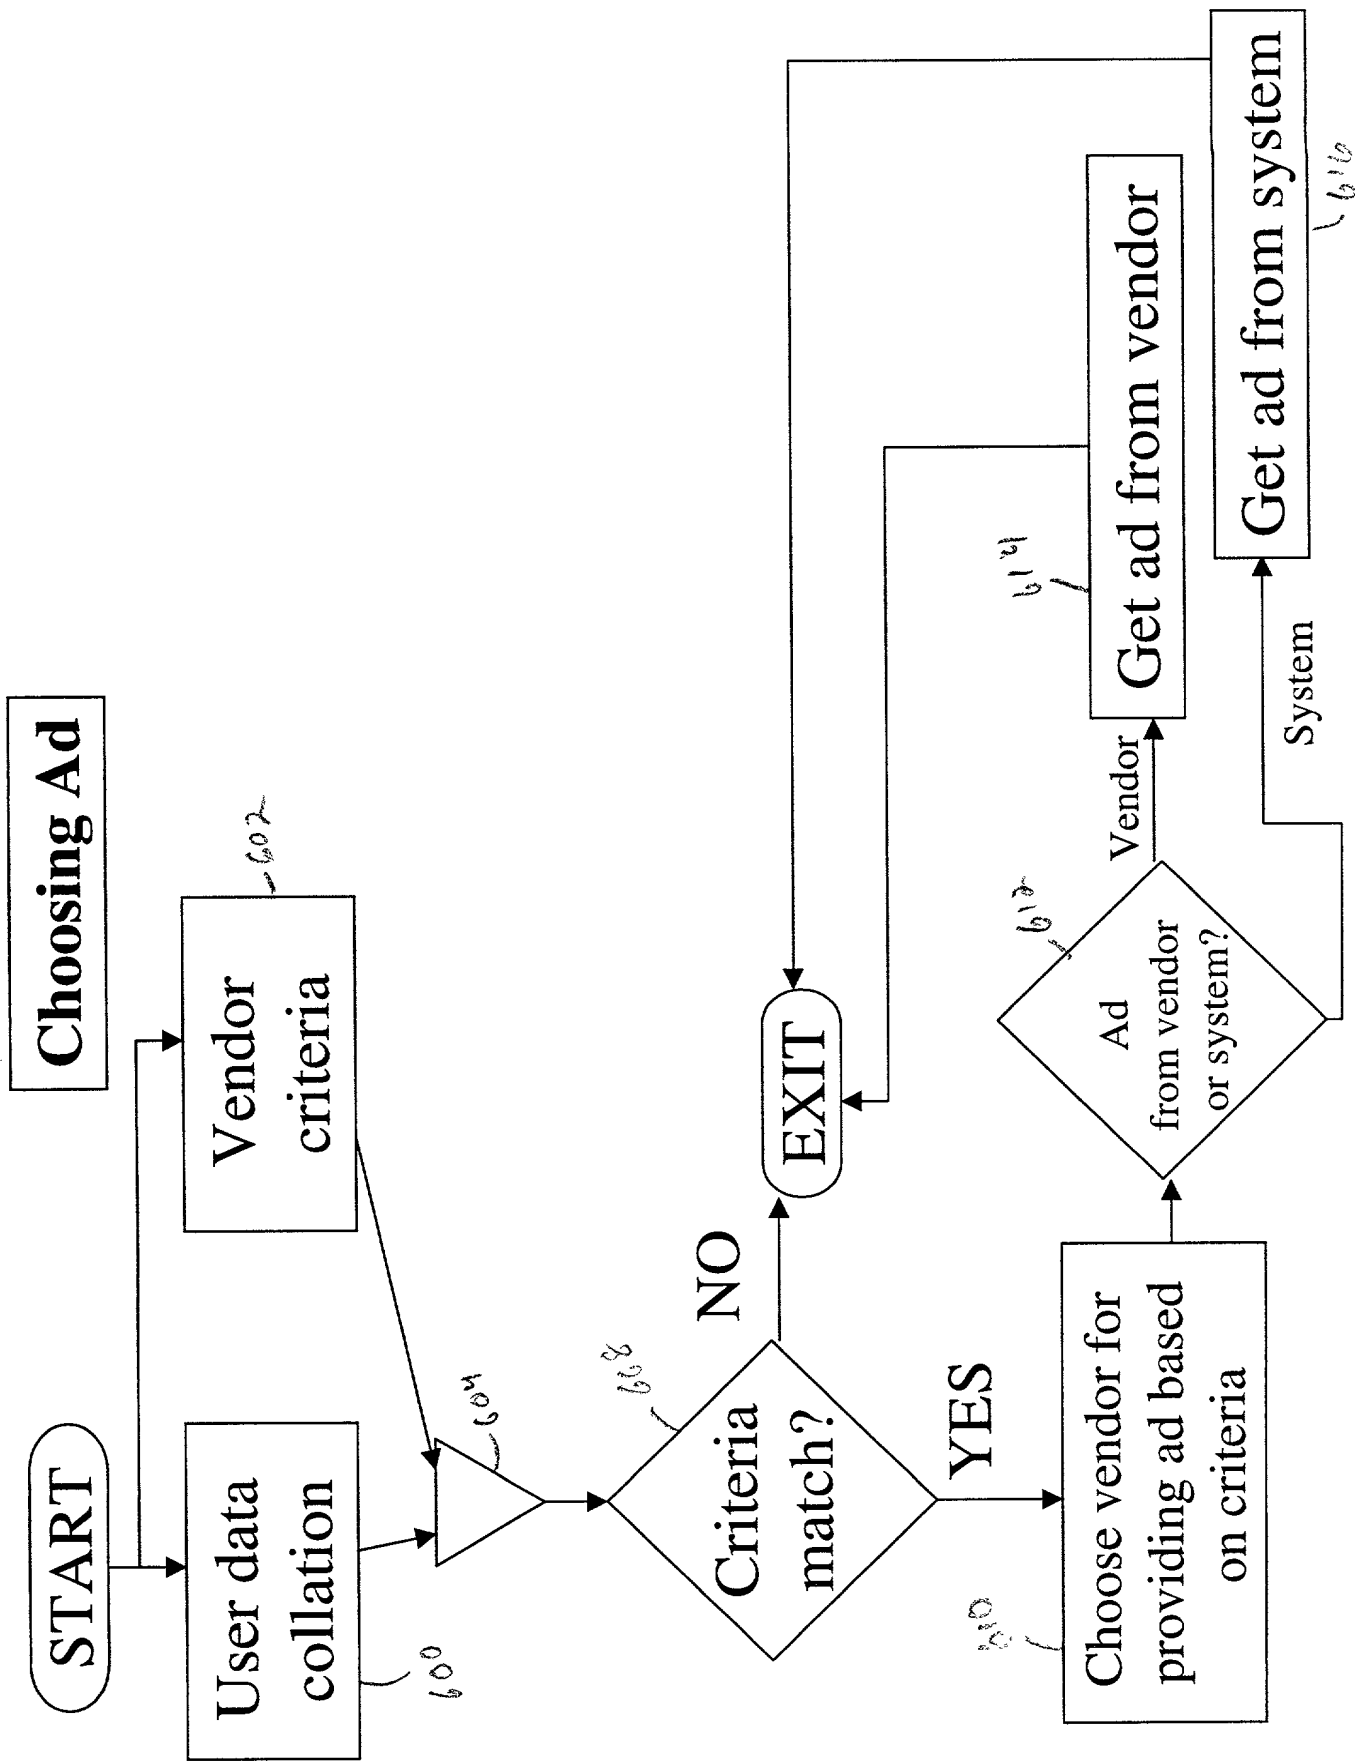 Choosing Ad
START
User data
collation
600
Vendor
criteria
602
604
Criteria
match?
608
NO
EXIT
YES
Choose vendor for
providing ad based
on criteria
610
Ad
from vendor
or system?
612
Vendor
Get ad from vendor
614
System
Get ad from system
616